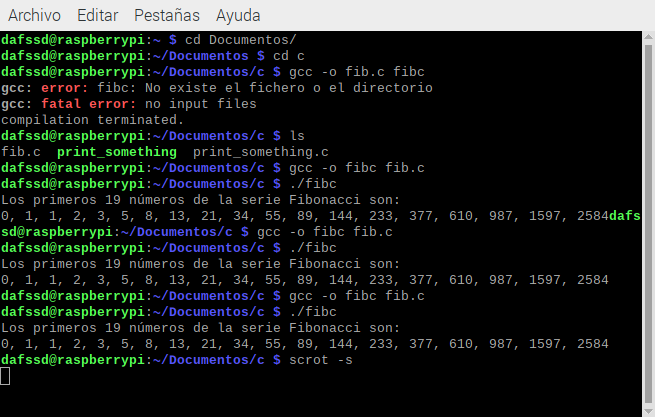 Archivo Editar Pestañas Ayuda
dafssd@raspberrypi:~ $ cd Documentos/
dafssd@raspberrypi:~/Documentos $ cd c
dafssd@raspberrypi:~/Documentos/c $ gcc -o fib.c fibc
gcc: error: fibc: No existe el fichero o el directorio
gcc: fatal error: no input files
compilation terminated.
dafssd@raspberrypi:~/Documentos/c $ ls
fib.c  print_something  print_something.c
dafssd@raspberrypi:~/Documentos/c $ gcc -o fibc fib.c
dafssd@raspberrypi:~/Documentos/c $ ./fibc
Los primeros 19 números de la serie Fibonacci son:
0, 1, 1, 2, 3, 5, 8, 13, 21, 34, 55, 89, 144, 233, 377, 610, 987, 1597, 2584dafs
sd@raspberrypi:~/Documentos/c $ gcc -o fibc fib.c
dafssd@raspberrypi:~/Documentos/c $ ./fibc
Los primeros 19 números de la serie Fibonacci son:
0, 1, 1, 2, 3, 5, 8, 13, 21, 34, 55, 89, 144, 233, 377, 610, 987, 1597, 2584
dafssd@raspberrypi:~/Documentos/c $ gcc -o fibc fib.c
dafssd@raspberrypi:~/Documentos/c $ ./fibc
Los primeros 19 números de la serie Fibonacci son:
0, 1, 1, 2, 3, 5, 8, 13, 21, 34, 55, 89, 144, 233, 377, 610, 987, 1597, 2584
dafssd@raspberrypi:~/Documentos/c $ scrot -s